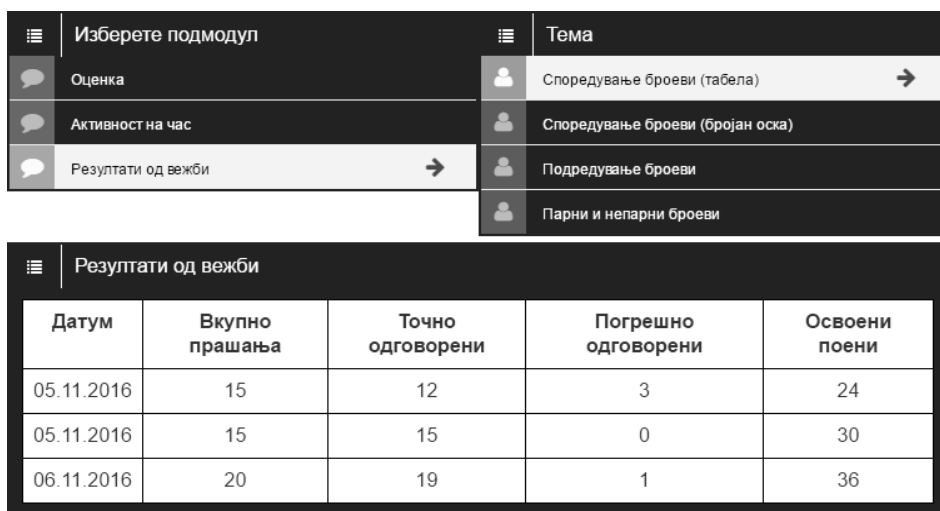 Изберете подмодул
Оценка
Активност на час
Резултати од вежби
Тема
Споредување броеви (табела)
Споредување броеви (бројан оска)
Подредување броеви
Парни и непарни броеви
Резултати од вежби
Датум Вкупно прашања Точно одговорени Погрешно одговорени Освоени поени
05.11.2016 15 12 3 24
05.11.2016 15 15 0 30
06.11.2016 20 19 1 36